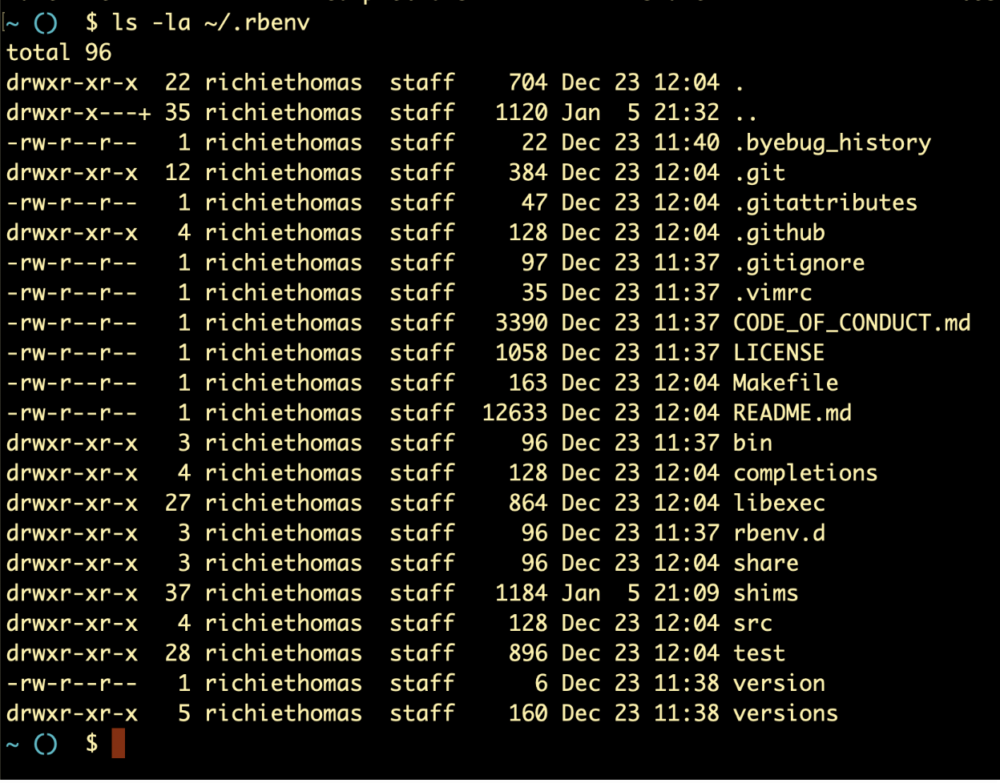 ~ () $ ls -la ~/.rbenv
total 96
drwxr-xr-x  22 richiethomas  staff    704 Dec 23 12:04 .
drwxr-x---+ 35 richiethomas  staff   1120 Jan  5 21:32 ..
-rw-r--r--   1 richiethomas  staff     22 Dec 23 11:40 .byebug_history
drwxr-xr-x  12 richiethomas  staff    384 Dec 23 12:04 .git
-rw-r--r--   1 richiethomas  staff     47 Dec 23 12:04 .gitattributes
drwxr-xr-x   4 richiethomas  staff    128 Dec 23 12:04 .github
-rw-r--r--   1 richiethomas  staff     97 Dec 23 11:37 .gitignore
-rw-r--r--   1 richiethomas  staff     35 Dec 23 11:37 .vimrc
-rw-r--r--   1 richiethomas  staff   3390 Dec 23 11:37 CODE_OF_CONDUCT.md
-rw-r--r--   1 richiethomas  staff   1058 Dec 23 11:37 LICENSE
-rw-r--r--   1 richiethomas  staff    163 Dec 23 12:04 Makefile
-rw-r--r--   1 richiethomas  staff  12633 Dec 23 12:04 README.md
drwxr-xr-x   3 richiethomas  staff     96 Dec 23 11:37 bin
drwxr-xr-x   4 richiethomas  staff    128 Dec 23 12:04 completions
drwxr-xr-x  27 richiethomas  staff    864 Dec 23 12:04 libexec
drwxr-xr-x   3 richiethomas  staff     96 Dec 23 11:37 rbenv.d
drwxr-xr-x   3 richiethomas  staff     96 Dec 23 12:04 share
drwxr-xr-x  37 richiethomas  staff   1184 Jan  5 21:09 shims
drwxr-xr-x   4 richiethomas  staff    128 Dec 23 12:04 src
drwxr-xr-x  28 richiethomas  staff    896 Dec 23 12:04 test
-rw-r--r--   1 richiethomas  staff      6 Dec 23 11:38 version
drwxr-xr-x   5 richiethomas  staff    160 Dec 23 11:38 versions
~ () $